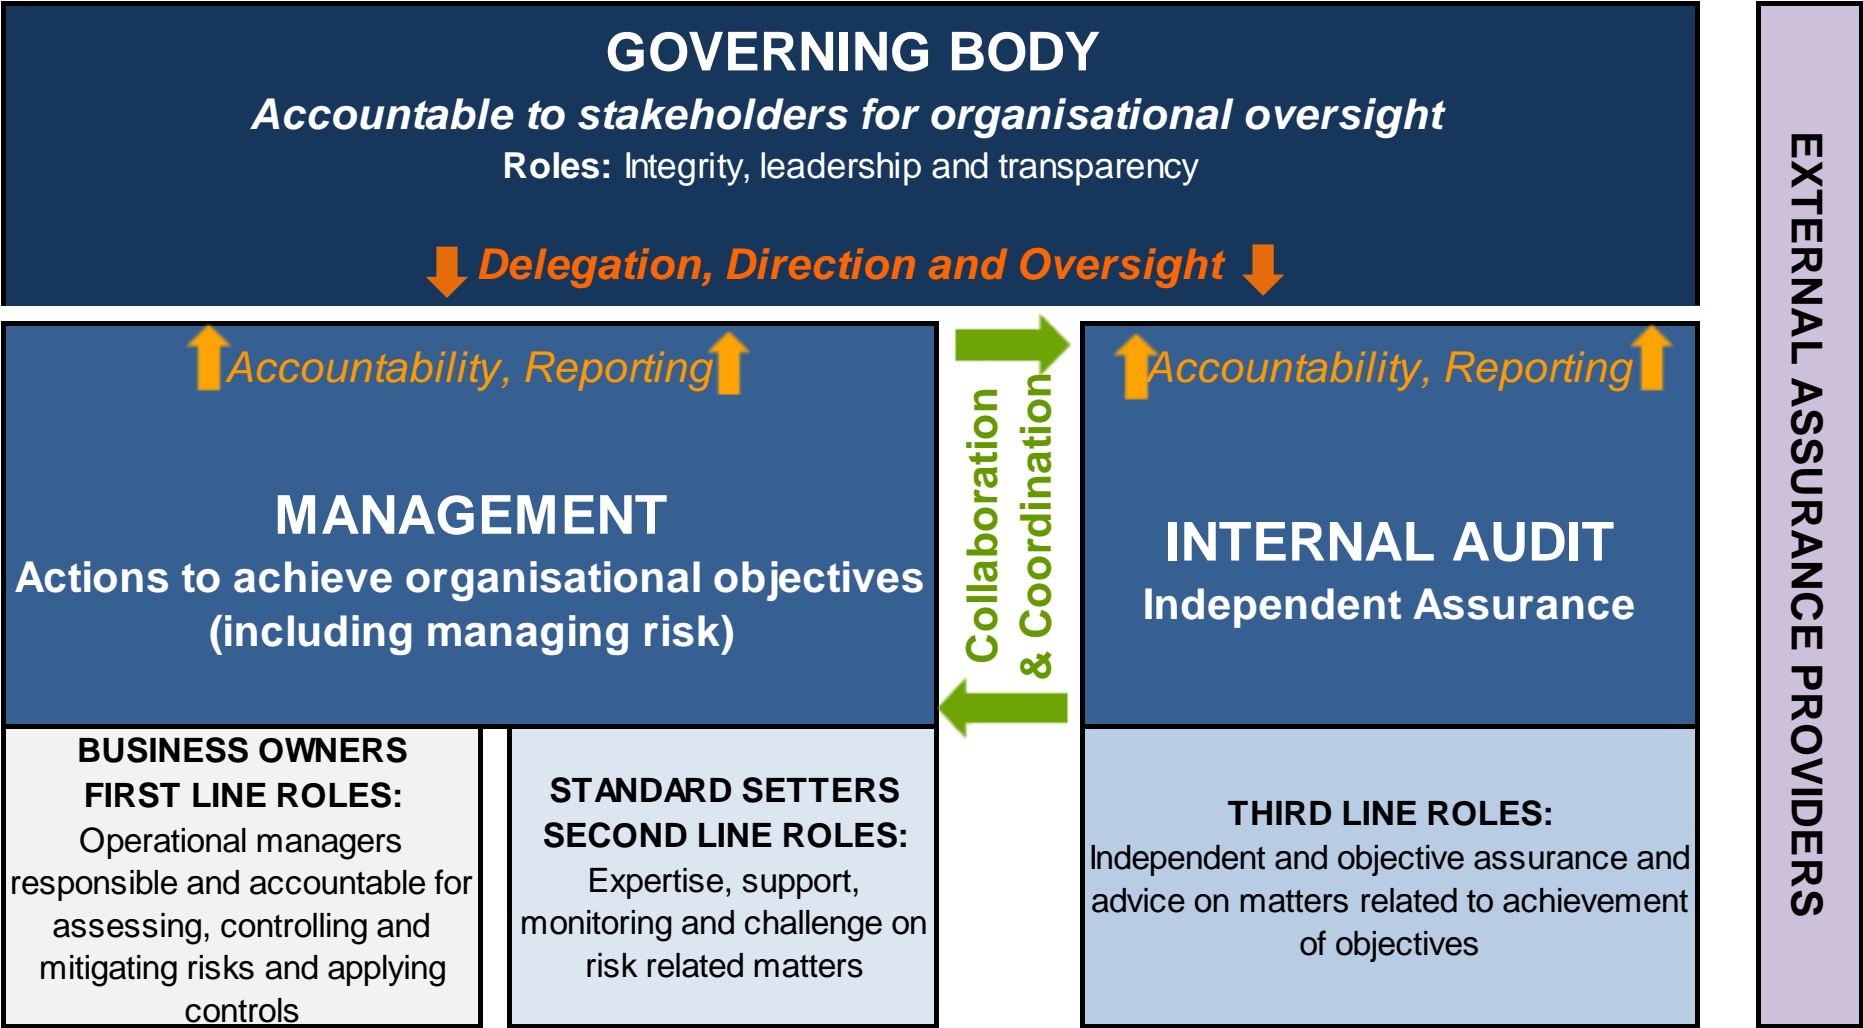 GOVERNING BODY
Accountable to stakeholders for organisational oversight
Roles: Integrity, leadership and transparency
Delegation, Direction and Oversight
Accountability, Reporting
MANAGEMENT
Actions to achieve organisational objectives
(including managing risk)
Collaboration
& Coordination
Accountability, Reporting
INTERNAL AUDIT
Independent Assurance
BUSINESS OWNERS
FIRST LINE ROLES:
Operational managers
responsible and accountable for
assessing, controlling and
mitigating risks and applying
controls
STANDARD SETTERS
SECOND LINE ROLES:
Expertise, support,
monitoring and challenge on
risk related matters
THIRD LINE ROLES:
Independent and objective assurance and
advice on matters related to achievement
of objectives
EXTERNAL ASSURANCE PROVIDERS